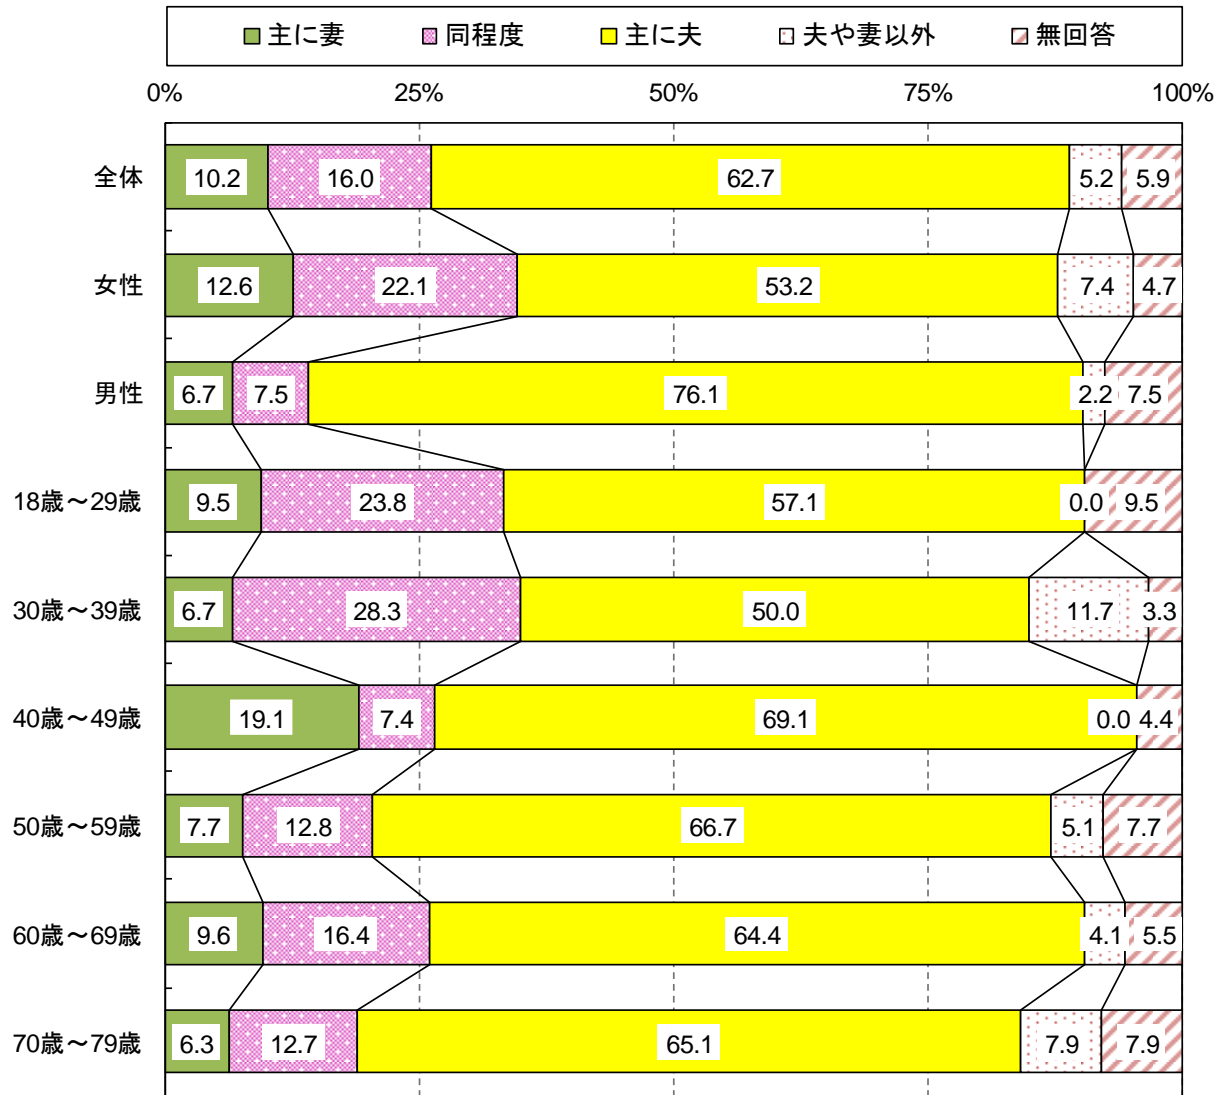 主に妻 同程度 主に夫 夫や妻以外 無回答
0% 25% 50% 75% 100%
全体 10.2 16.0 62.7 5.2 5.9
女性 12.6 22.1 53.2 7.4 4.7
男性 6.7 7.5 76.1 2.2 7.5
18歳～29歳 9.5 23.8 57.1 0.0 9.5
30歳～39歳 6.7 28.3 50.0 11.7 3.3
40歳～49歳 19.1 7.4 69.1 0.0 4.4
50歳～59歳 7.7 12.8 66.7 5.1 7.7
60歳～69歳 9.6 16.4 64.4 4.1 5.5
70歳～79歳 6.3 12.7 65.1 7.9 7.9